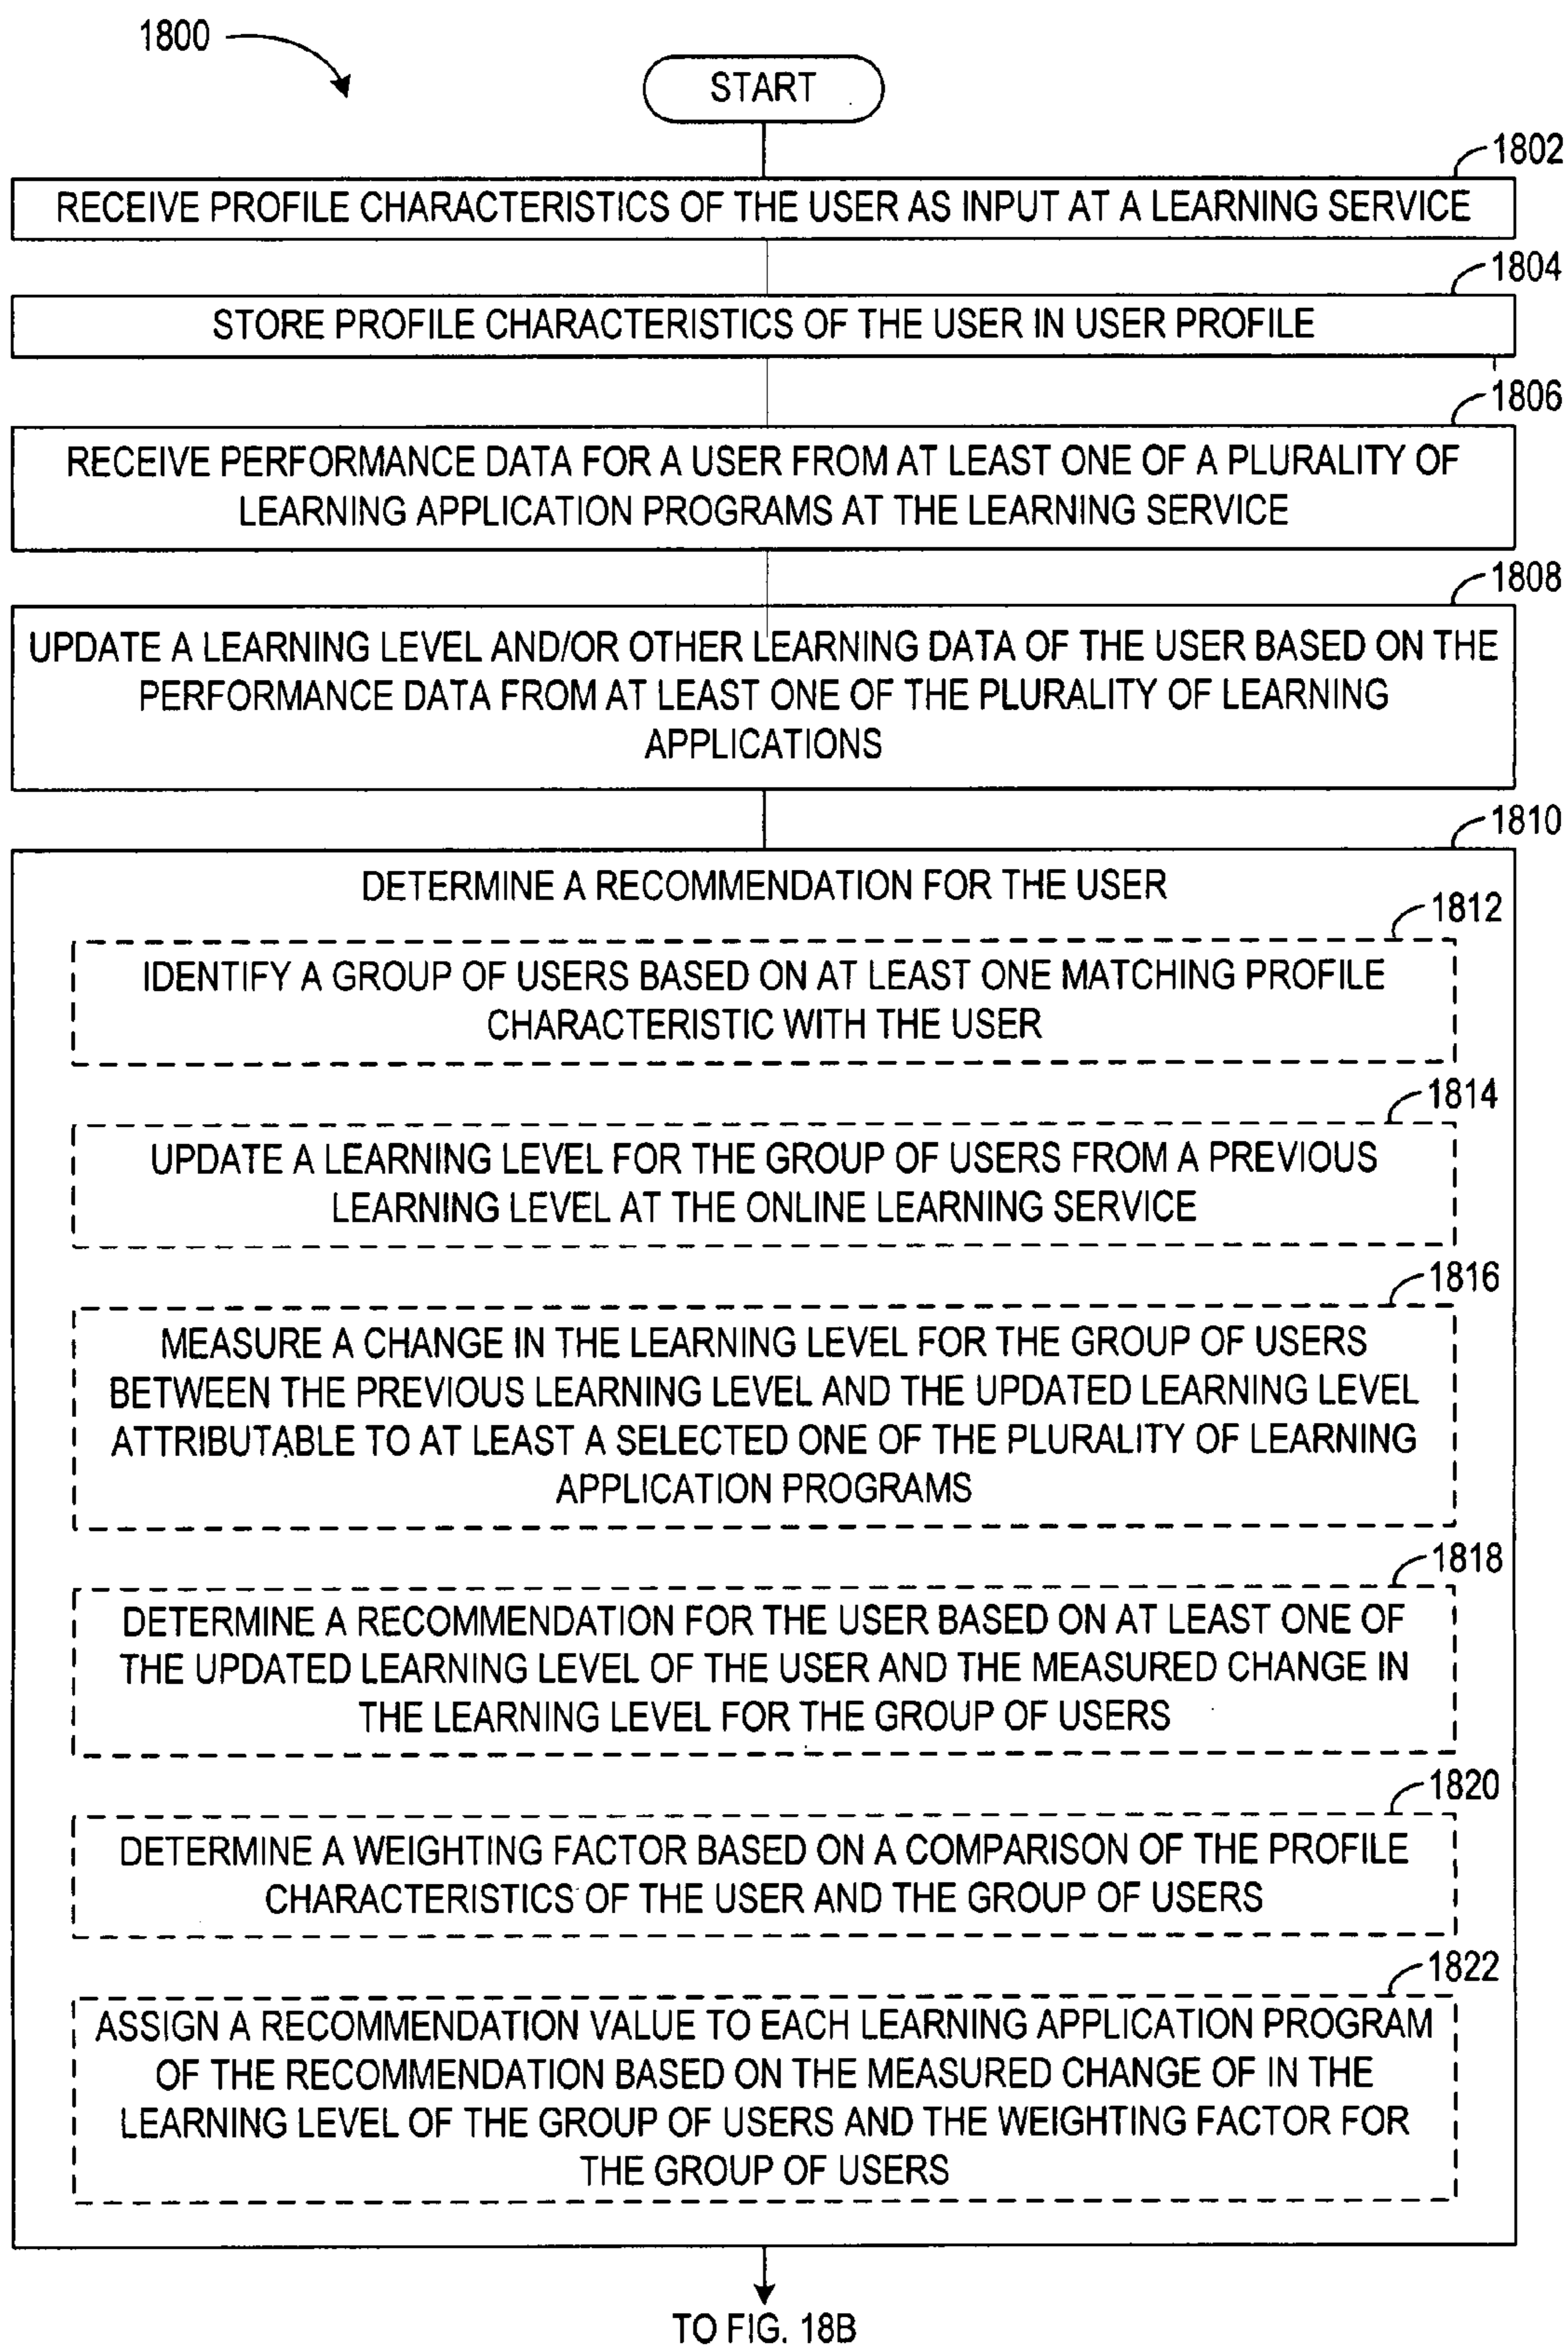 1800
START
1802
RECEIVE PROFILE CHARACTERISTICS OF THE USER AS INPUT AT A LEARNING SERVICE
1804
STORE PROFILE CHARACTERISTICS OF THE USER IN USER PROFILE
1806
RECEIVE PERFORMANCE DATA FOR A USER FROM AT LEAST ONE OF A PLURALITY OF
LEARNING APPLICATION PROGRAMS AT THE LEARNING SERVICE
1808
UPDATE A LEARNING LEVEL AND/OR OTHER LEARNING DATA OF THE USER BASED ON THE
PERFORMANCE DATA FROM AT LEAST ONE OF THE PLURALITY OF LEARNING
APPLICATIONS
1810
DETERMINE A RECOMMENDATION FOR THE USER
1812
IDENTIFY A GROUP OF USERS BASED ON AT LEAST ONE MATCHING PROFILE
CHARACTERISTIC WITH THE USER
1814
UPDATE A LEARNING LEVEL FOR THE GROUP OF USERS FROM A PREVIOUS
LEARNING LEVEL AT THE ONLINE LEARNING SERVICE
1816
MEASURE A CHANGE IN THE LEARNING LEVEL FOR THE GROUP OF USERS
BETWEEN THE PREVIOUS LEARNING LEVEL AND THE UPDATED LEARNING LEVEL
ATTRIBUTABLE TO AT LEAST A SELECTED ONE OF THE PLURALITY OF LEARNING
APPLICATION PROGRAMS
1818
DETERMINE A RECOMMENDATION FOR THE USER BASED ON AT LEAST ONE OF
THE UPDATED LEARNING LEVEL OF THE USER AND THE MEASURED CHANGE IN
THE LEARNING LEVEL FOR THE GROUP OF USERS
1820
DETERMINE A WEIGHTING FACTOR BASED ON A COMPARISON OF THE PROFILE
CHARACTERISTICS OF THE USER AND THE GROUP OF USERS
1822
ASSIGN A RECOMMENDATION VALUE TO EACH LEARNING APPLICATION PROGRAM
OF THE RECOMMENDATION BASED ON THE MEASURED CHANGE OF IN THE
LEARNING LEVEL OF THE GROUP OF USERS AND THE WEIGHTING FACTOR FOR
THE GROUP OF USERS
TO FIG. 18B